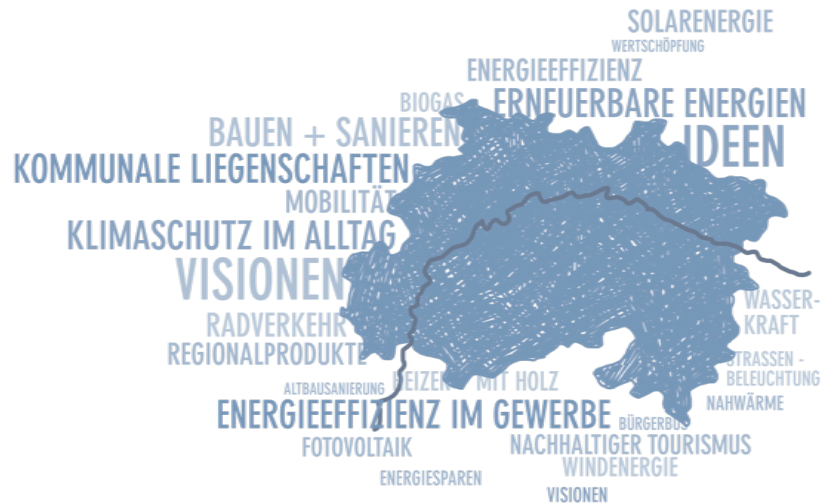 SOLARENERGIE
WERTSCHÖPFUNG
ENERGIEEFFIZIENZ
BIOGAS
ERNEUERBARE ENERGIEN
BAUEN + SANIEREN
IDEEN
KOMMUNALE LIEGENSCHAFTEN
MOBILITÄT
KLIMASCHUTZ IM ALLTAG
VISIONEN
WASSER-
KRAFT
RADVERKEHR
REGIONALPRODUKTE
STRASSEN -
BELEUCHTUNG
ALTBAUSANIERUNG
HEIZEN MIT HOLZ
NAHWÄRME
ENERGIEEFFIZIENZ IM GEWERBE
BÜRGERBUS
FOTOVOLTAIK
NACHHALTIGER TOURISMUS
WINDENERGIE
ENERGIESPAREN
VISIONEN